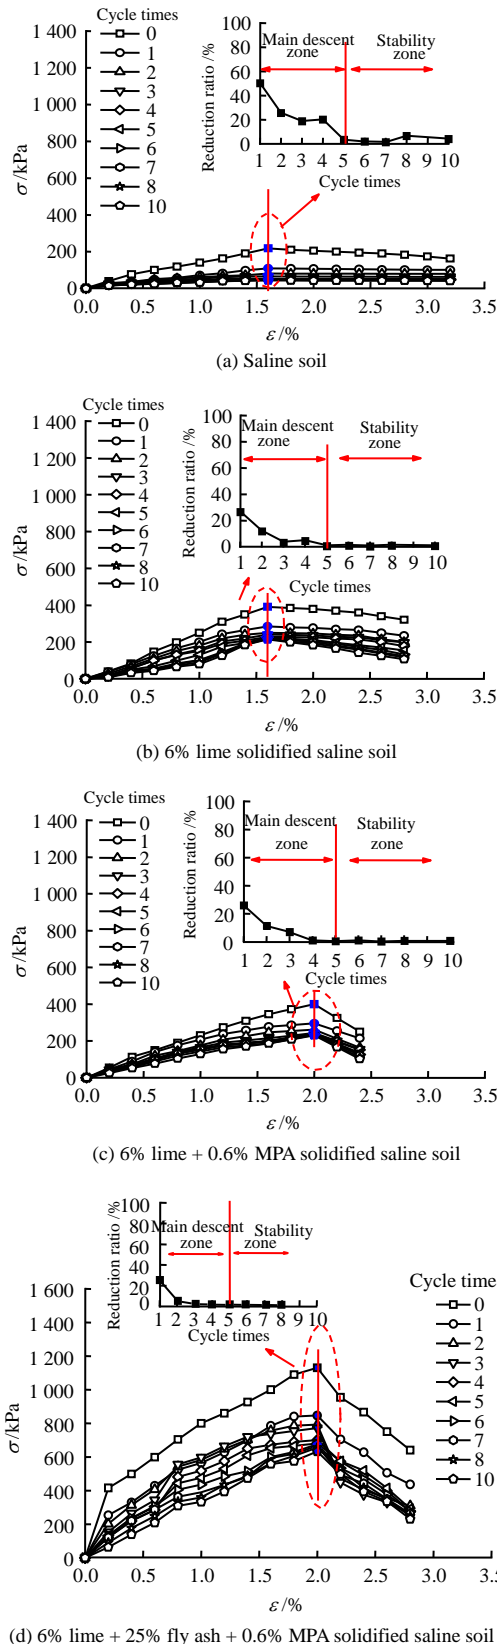 Cycle times
0
1
2
3
4
5
6
7
8
10
Reduction ratio /%
100
80
60
40
20
0
Main descent
zone
Stability
zone
1 2 3 4 5 6 7 8 9 10
Cycle times
σ/kPa
1 400
1 200
1 000
800
600
400
200
0
0.0 0.5 1.0 1.5 2.0 2.5 3.0 3.5
ε/%
(a) Saline soil
Cycle times
0
1
2
3
4
5
6
7
8
10
Reduction ratio /%
100
80
60
40
20
0
Main descent
zone
Stability
zone
1 2 3 4 5 6 7 8 9 10
Cycle times
σ/kPa
1 400
1 200
1 000
800
600
400
200
0
0.0 0.5 1.0 1.5 2.0 2.5 3.0 3.5
ε/%
(b) 6% lime solidified saline soil
Cycle times
0
1
2
3
4
5
6
7
8
10
Reduction ratio /%
100
80
60
40
20
0
Main descent
zone
Stability
zone
1 2 3 4 5 6 7 8 9 10
Cycle times
σ/kPa
1 400
1 200
1 000
800
600
400
200
0
0.0 0.5 1.0 1.5 2.0 2.5 3.0 3.5
ε/%
(c) 6% lime + 0.6% MPA solidified saline soil
Reduction ratio /%
100
80
60
40
20
0
Main descent
zone
Stability
zone
1 2 3 4 5 6 7 8 9 10
Cycle times
Cycle time
0
1
2
3
4
5
6
7
8
10
σ/kPa
1 600
1 400
1 200
1 000
800
600
400
200
0
0.0 0.5 1.0 1.5 2.0 2.5 3.0 3.5
ε/%
(d) 6% lime + 25% fly ash + 0.6% MPA solidified saline soil